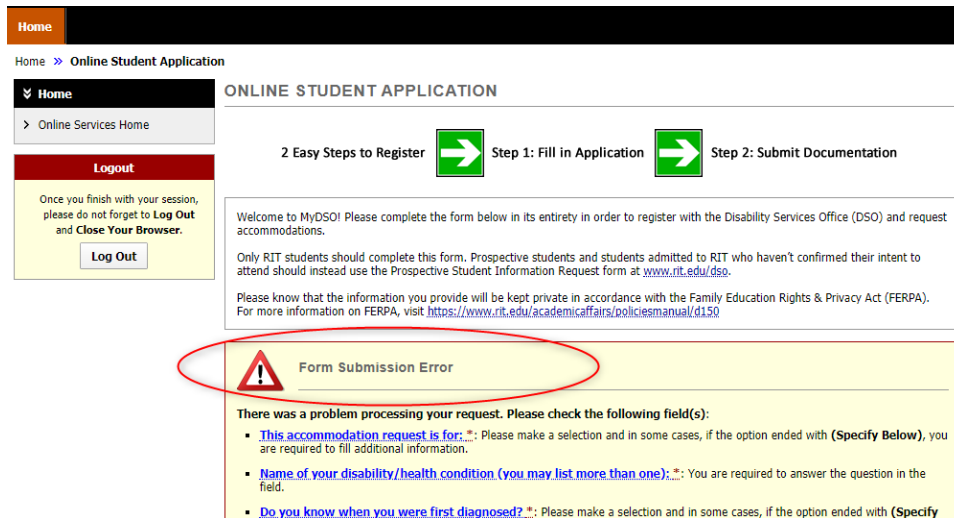 Home
Home » Online Student Application
Home
Online Services Home
Logout
Once you finish with your session,
please do not forget to Log Out
and Close Your Browser.
Log Out
ONLINE STUDENT APPLICATION
2 Easy Steps to Register
Step 1: Fill in Application
Step 2: Submit Documentation
Welcome to MyDSO! Please complete the form below in its entirety in order to register with the Disability Services Office (DSO) and request
accommodations.
Only RIT students should complete this form. Prospective students and students admitted to RIT who haven't confirmed their intent to
attend should instead use the Prospective Student Information Request form at www.rit.edu/dso.
Please know that the information you provide will be kept private in accordance with the Family Education Rights & Privacy Act (FERPA).
For more information on FERPA, visit https://www.rit.edu/academicaffairs/policiesmanual/d150
Form Submission Error
There was a problem processing your request. Please check the following field(s):
▪ This accommodation request is for: *: Please make a selection and in some cases, if the option ended with (Specify Below), you
are required to fill additional information.
▪ Name of your disability/health condition (you may list more than one): *: You are required to answer the question in the
field.
▪ Do you know when you were first diagnosed? *: Please make a selection and in some cases, if the option ended with (Specify